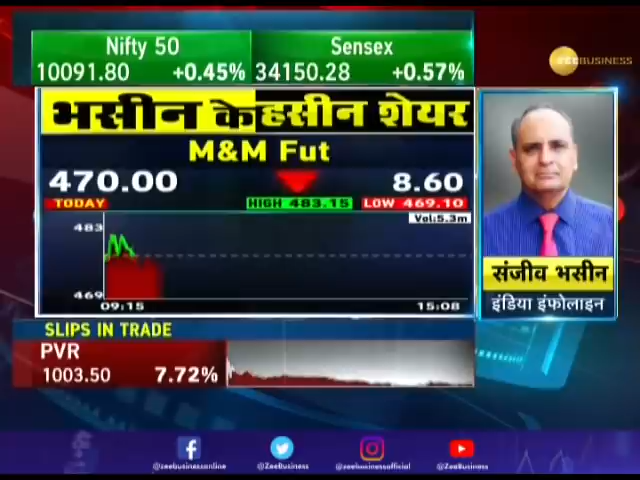 Nifty 50
10091.80 +0.45%
Sensex
34150.28 +0.57%
ZEEBUSINESS
भसीन के हसीन शेयर
M&M Fut
470.00 8.60
TODAY HIGH 483.15 LOW 469.10
Vol:5.3m
483
469
09:15 15:08
संजीव भसीन
इंडिया इंफोलाइन
SLIPS IN TRADE
PVR
1003.50 7.72%
@zeebusinessonline @ZeeBusiness @zeebusinessofficial @ZeeBusiness